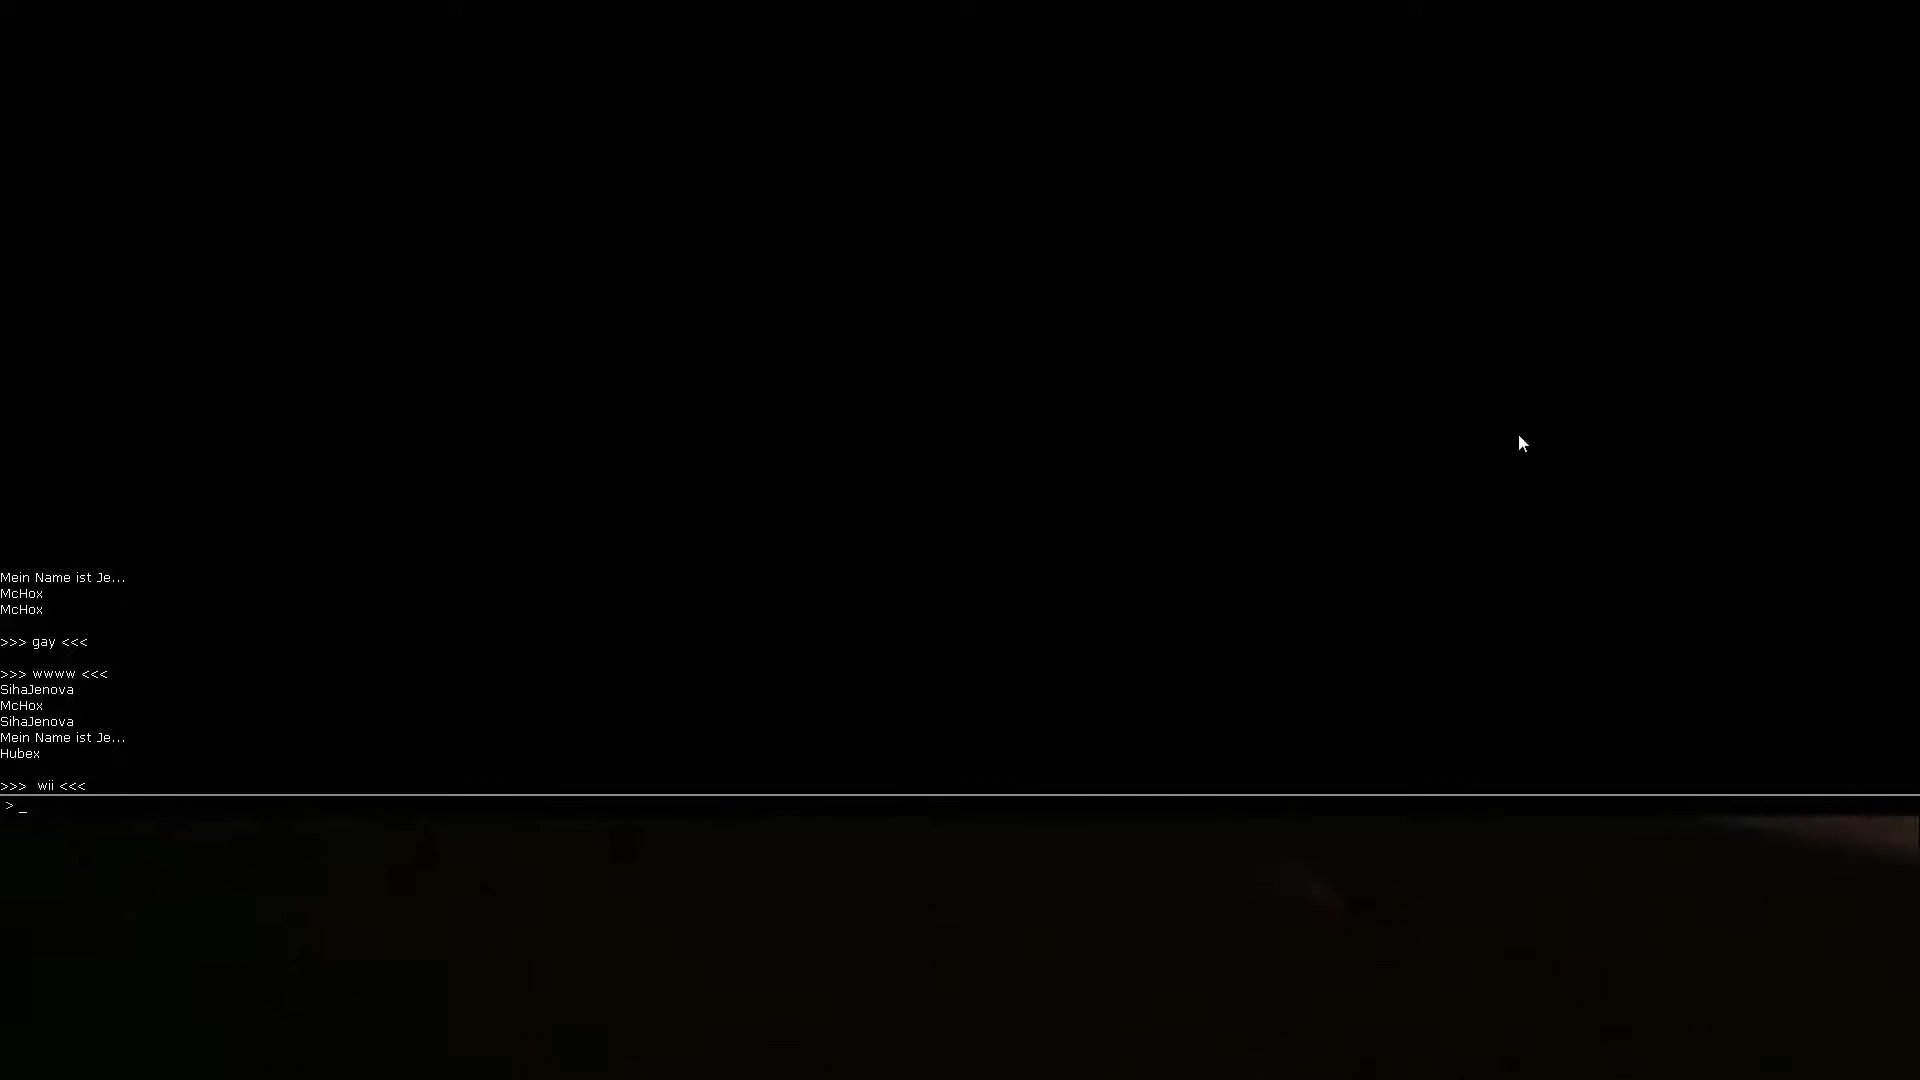 Mein Name ist Je...
McHox
McHox
>>> gay <<<
>>> wwww <<<
SihaJenova
McHox
SihaJenova
Mein Name ist Je...
Hubex
>>>  wii <<<
> _